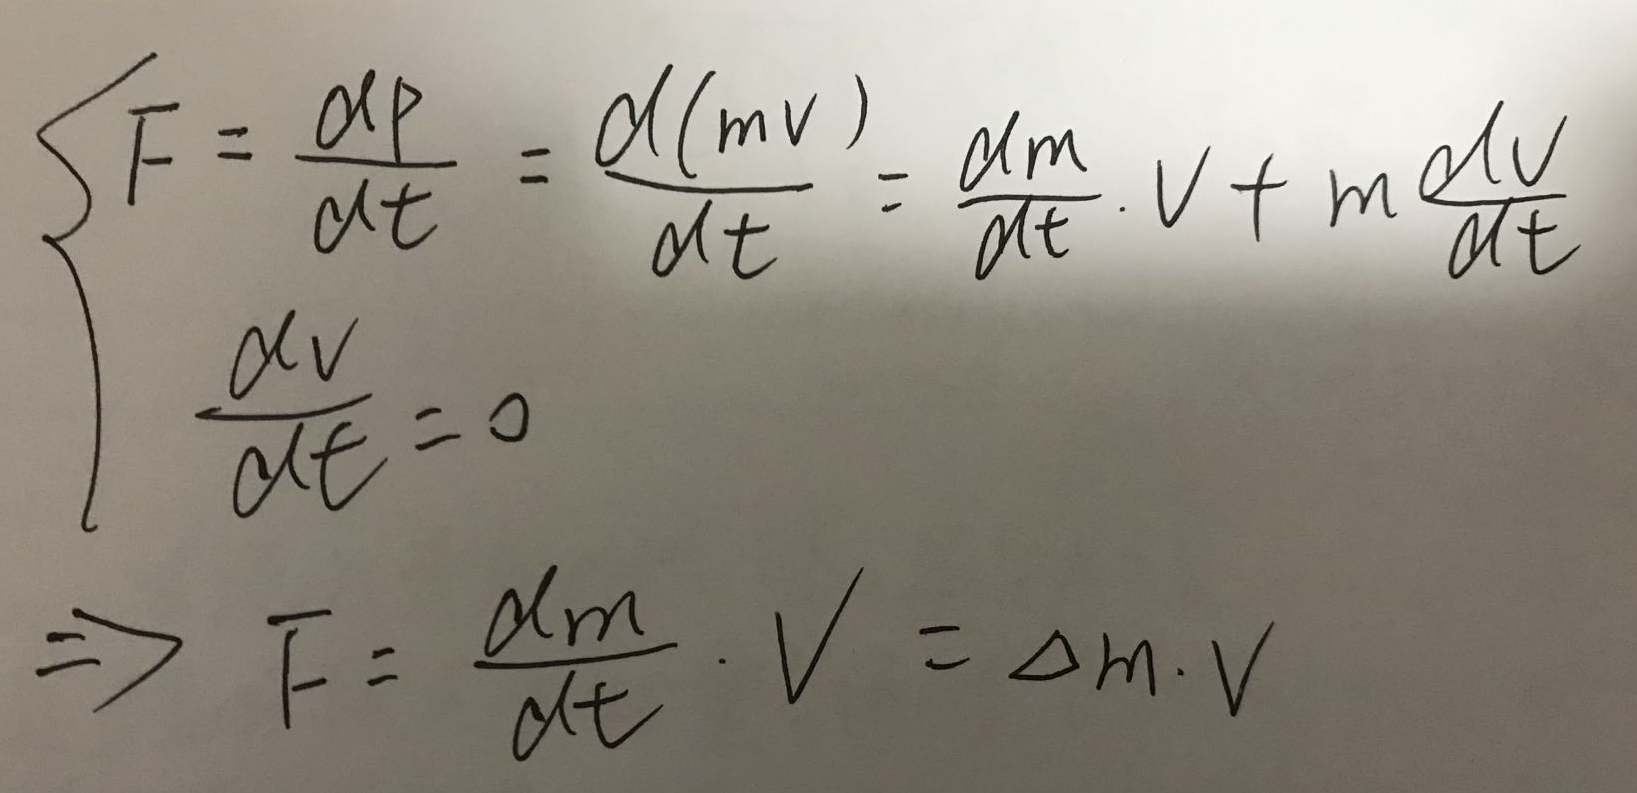 F = dp/dt = d(mv)/dt = dm/dt · V + m dv/dt
dv/dt = 0
=> F = dm/dt · V = Δm · V